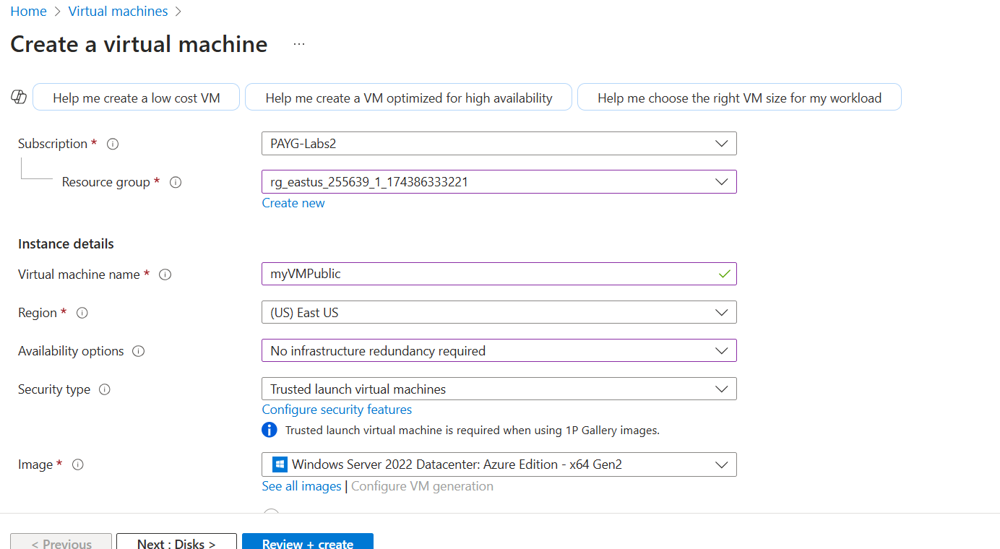 Home > Virtual machines >
Create a virtual machine ...
Help me create a low cost VM Help me create a VM optimized for high availability Help me choose the right VM size for my workload
Subscription * PAYG-Labs2
Resource group * rg_eastus_255639_1_174386333221
Create new
Instance details
Virtual machine name * myVMPublic
Region * (US) East US
Availability options No infrastructure redundancy required
Security type Trusted launch virtual machines
Configure security features
Trusted launch virtual machine is required when using 1P Gallery images.
Image * Windows Server 2022 Datacenter: Azure Edition - x64 Gen2
See all images | Configure VM generation
< Previous Next : Disks > Review + create